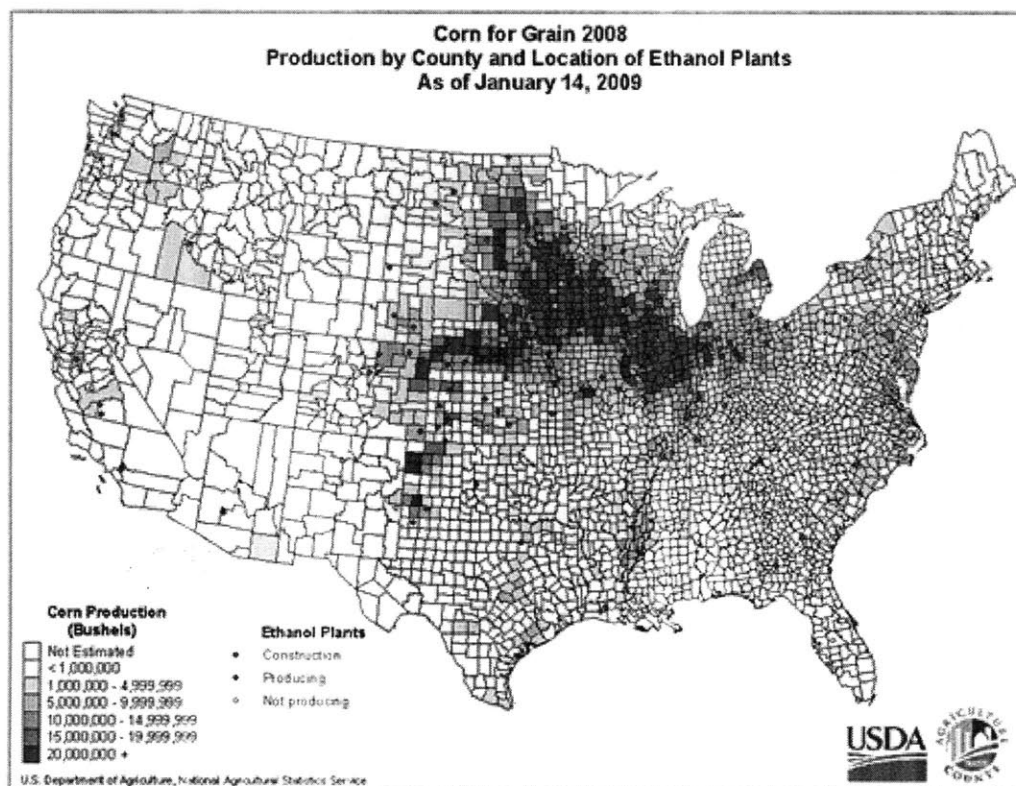 Corn for Grain 2008
Production by County and Location of Ethanol Plants
As of January 14, 2009
Corn Production
(Bushels)
Not Estimated
< 1,000,000
1,000,000 - 4,999,999
5,000,000 - 9,999,999
10,000,000 - 14,999,999
15,000,000 - 19,999,999
20,000,000 +
Ethanol Plants
Construction
Producing
Not producing
U.S. Department of Agriculture, National Agricultural Statistics Service
USDA
AGRICULTURE
COUNTS